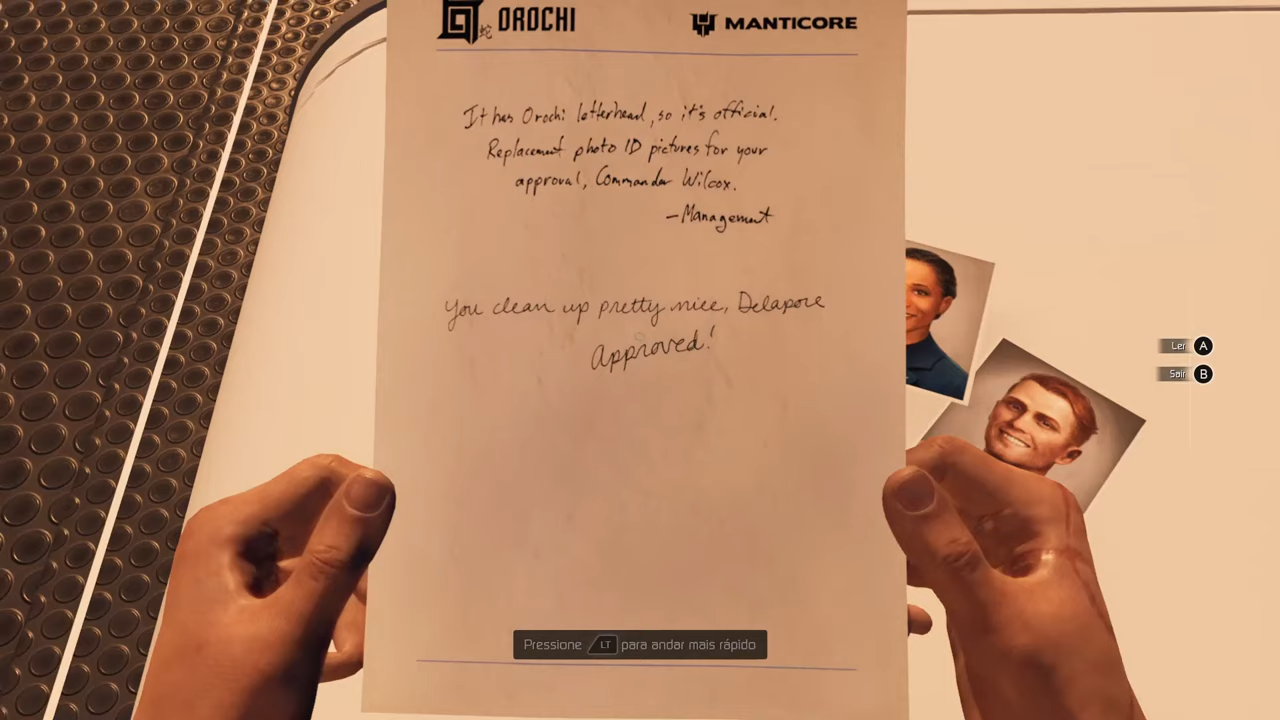 OROCHI
MANTICORE
It has Orochi letterhead, so it's official.
Replacement photo ID pictures for your
approval, Commander Wilcox.
—Management
You clean up pretty nice, Delapore
Approved!
Ler A
Sair B
Pressione LT para andar mais rápido